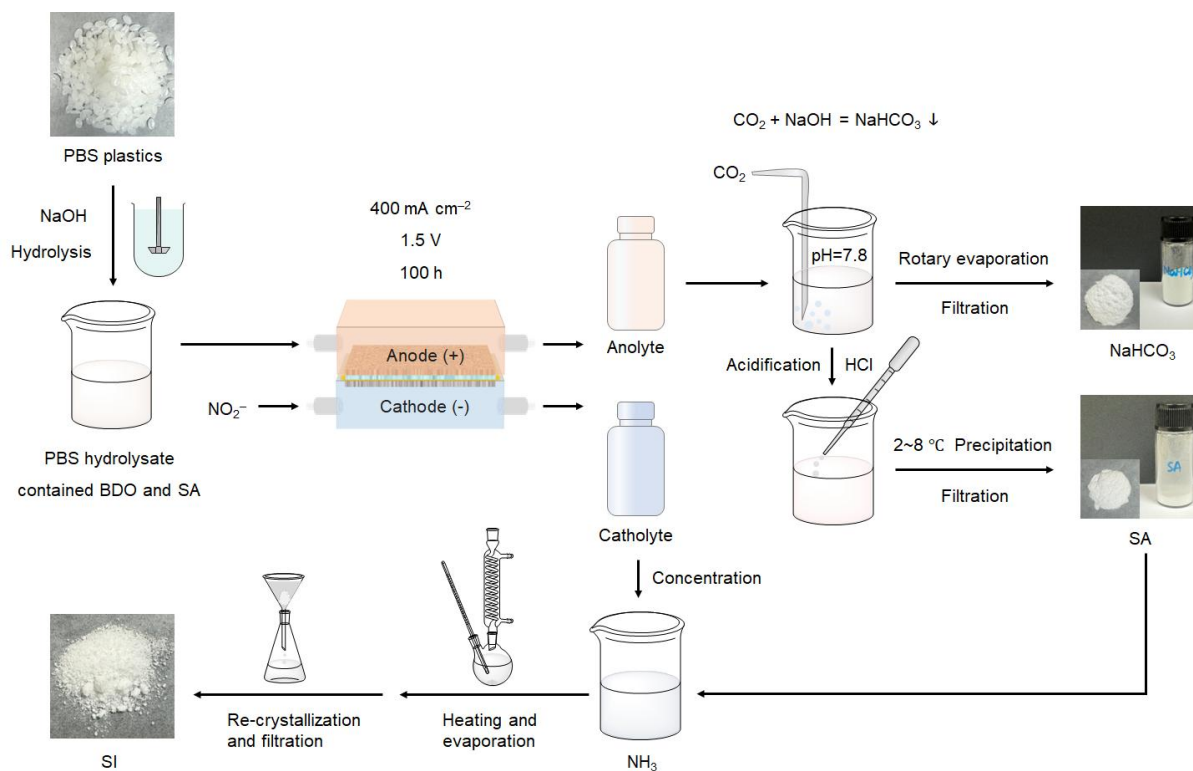 PBS plastics
NaOH
Hydrolysis
PBS hydrolysate
contained BDO and SA
400 mA cm⁻²
1.5 V
100 h
Anode (+)
Cathode (-)
NO₂⁻
Anolyte
Catholyte
CO₂ + NaOH = NaHCO₃ ↓
CO₂
pH=7.8
Rotary evaporation
Filtration
NaHCO₃
Acidification
HCl
2~8 ℃ Precipitation
Filtration
SA
SA
Concentration
NH₃
Heating and
evaporation
Re-crystallization
and filtration
SI